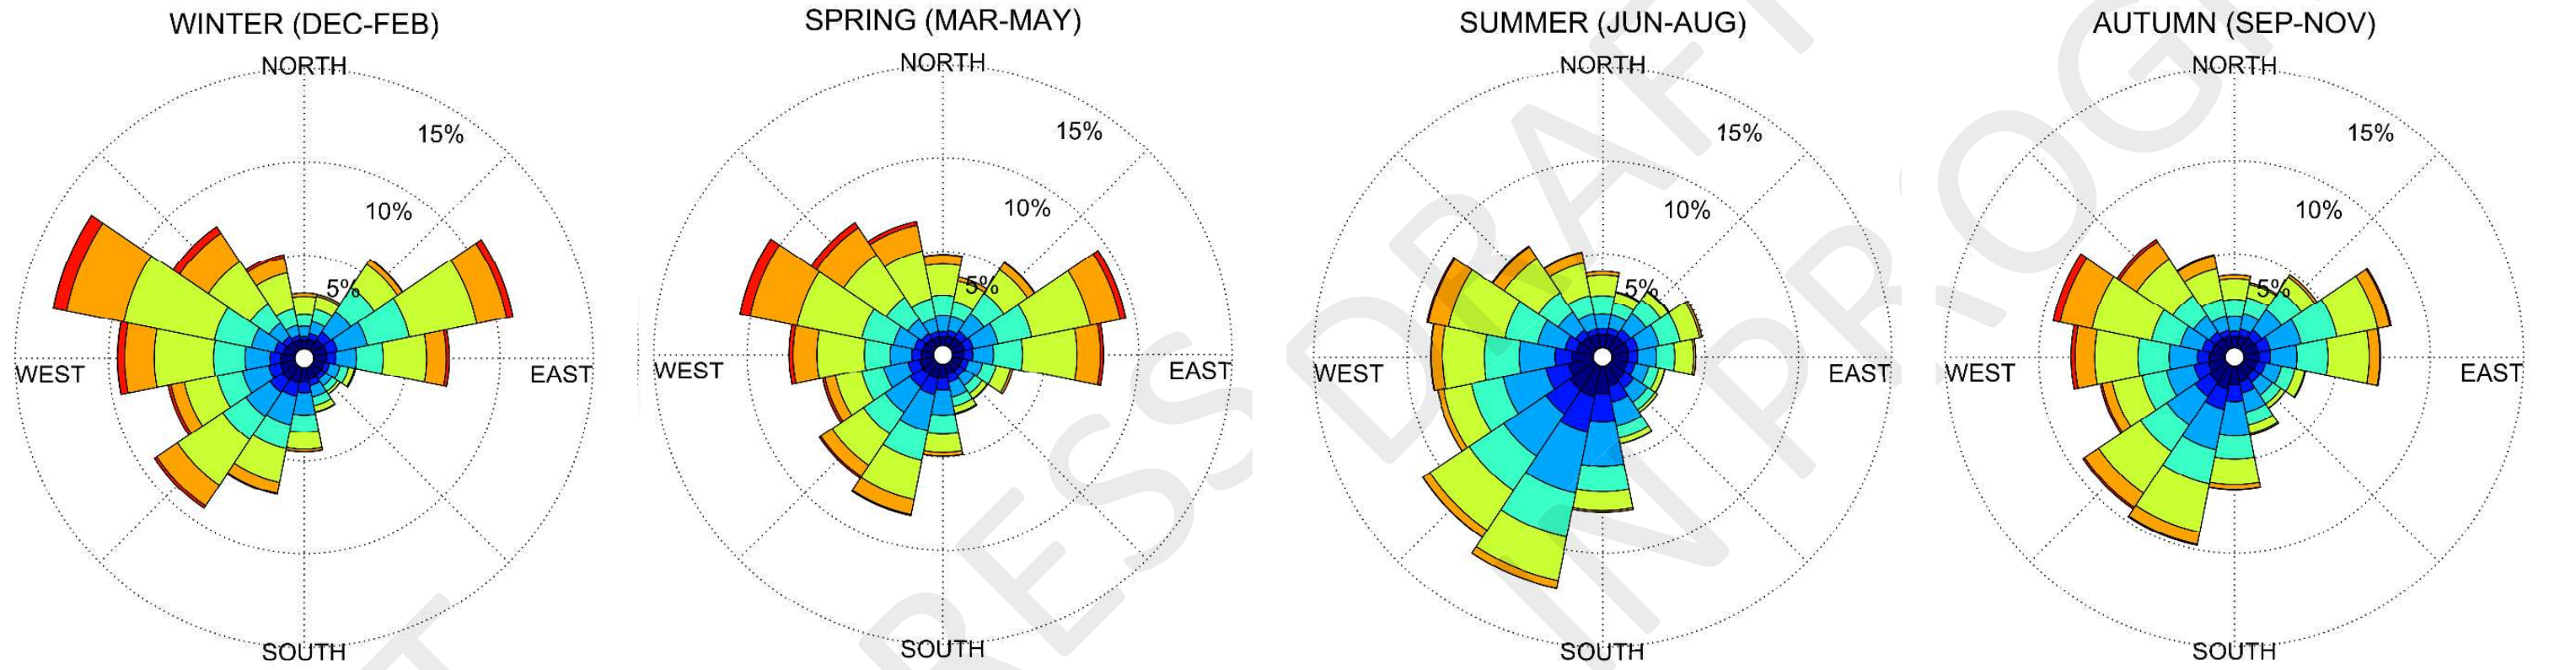 WINTER (DEC-FEB)
NORTH
15%
10%
5%
WEST
EAST
SOUTH
SPRING (MAR-MAY)
NORTH
15%
10%
5%
WEST
EAST
SOUTH
SUMMER (JUN-AUG)
NORTH
15%
10%
5%
WEST
EAST
SOUTH
AUTUMN (SEP-NOV)
NORTH
15%
10%
5%
WEST
EAST
SOUTH